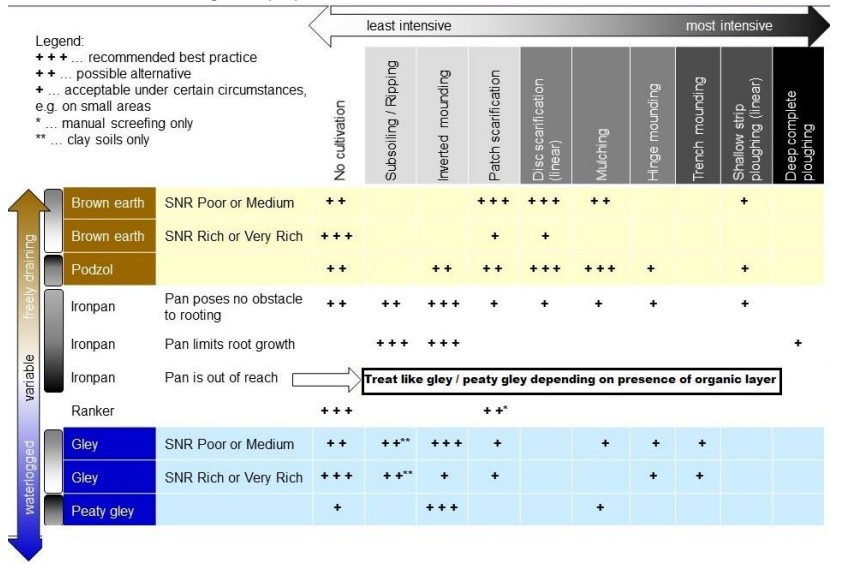 least intensive most intensive
Legend:
+ + + ... recommended best practice
+ + ... possible alternative
+ ... acceptable under certain circumstances,
e.g. on small areas
* ... manual screefing only
** ... clay soils only
No cultivation
Subsoiling / Ripping
Inverted mounding
Patch scarification
Disc scarification
(linear)
Mulching
Hinge mounding
Trench mounding
Shallow strip
ploughing (linear)
Deep complete
ploughing
freely draining
variable
waterlogged
Brown earth SNR Poor or Medium + + + + + + + + + + +
Brown earth SNR Rich or Very Rich + + + + +
Podzol + + + + + + + + + + + + + +
Ironpan Pan poses no obstacle
to rooting + + + + + + + + + + + +
Ironpan Pan limits root growth + + + + + + +
Ironpan Pan is out of reach Treat like gley / peaty gley depending on presence of organic layer
Ranker + + + + +*
Gley SNR Poor or Medium + + + +** + + + + + + +
Gley SNR Rich or Very Rich + + + + +** + + + +
Peaty gley + + + + +